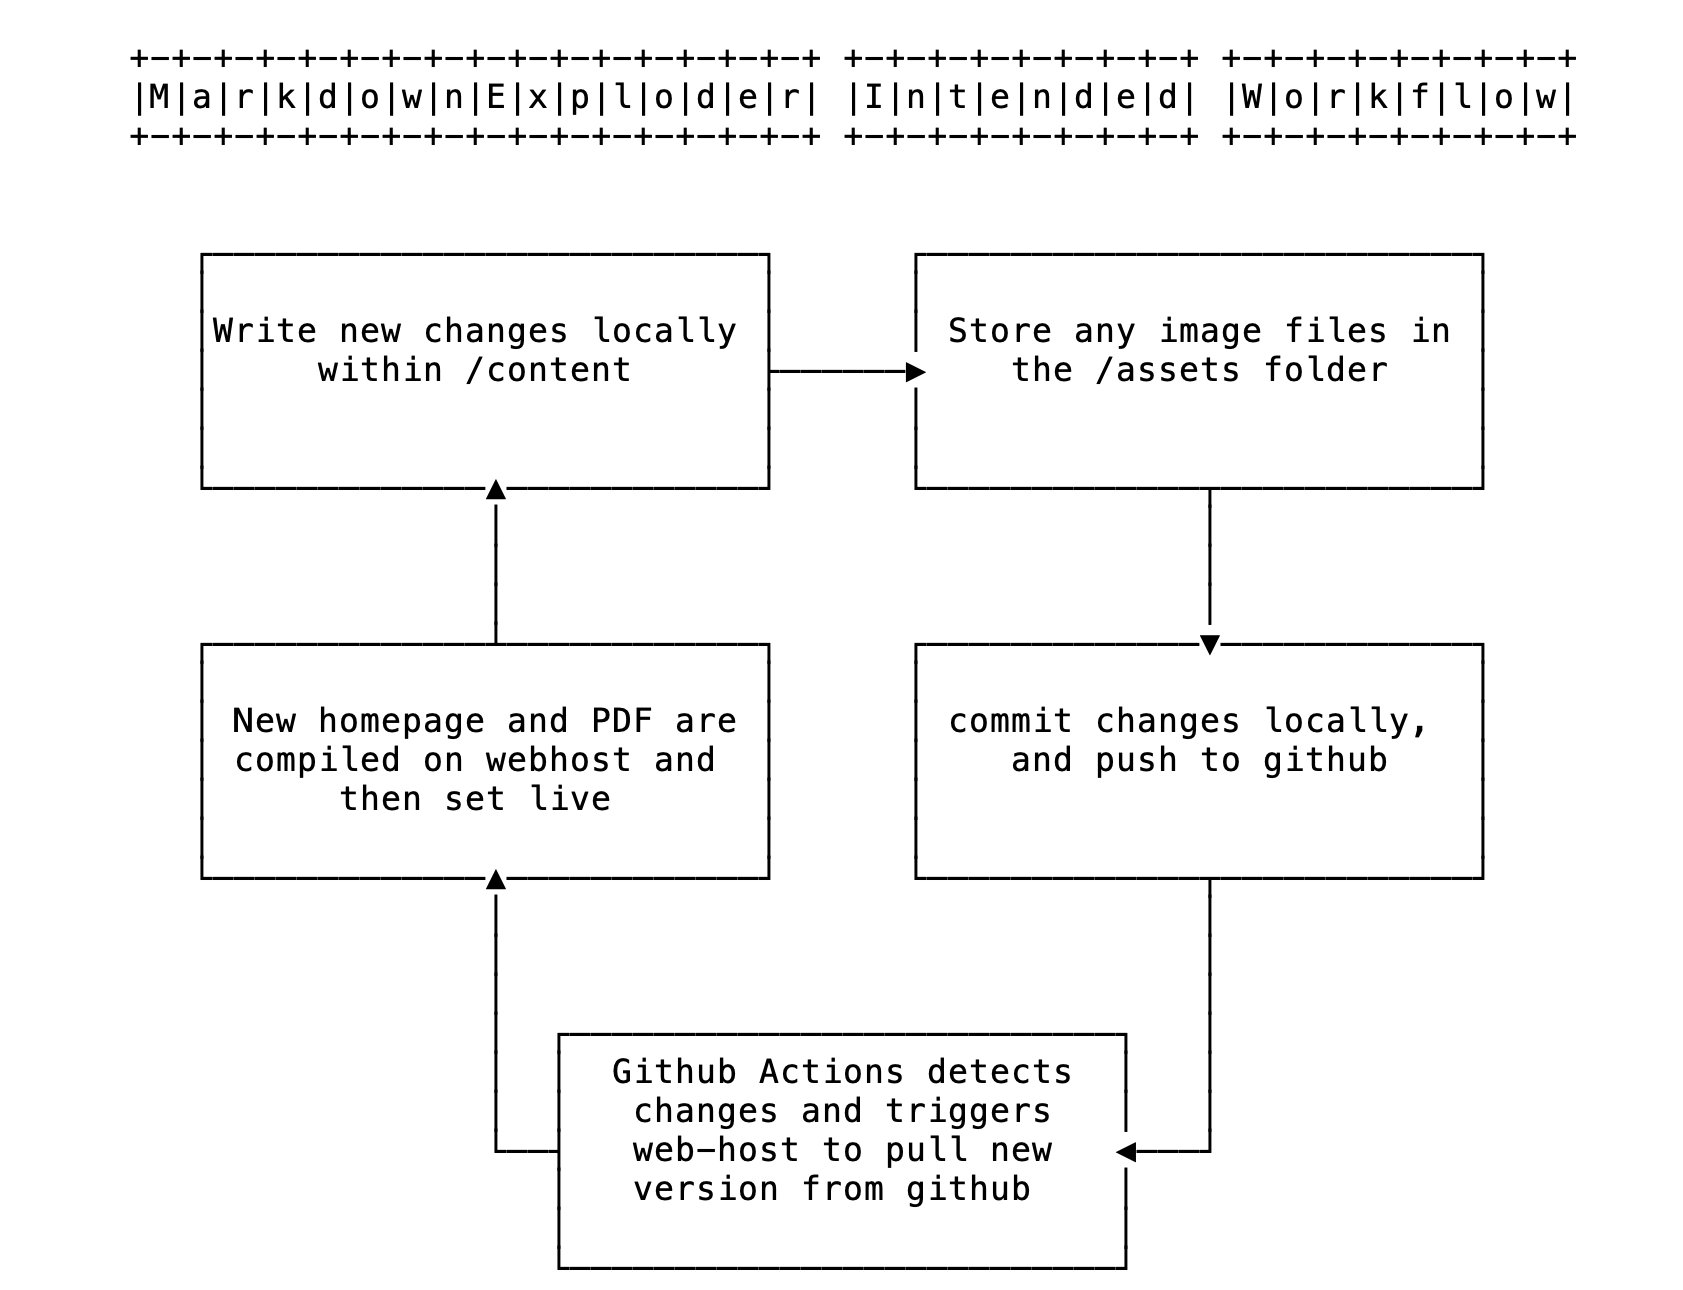 +-+-+-+-+-+-+-+-+-+-+-+-+-+-+-+-+ +-+-+-+-+-+-+-+-+ +-+-+-+-+-+-+-+-+
|M|a|r|k|d|o|w|n|E|x|p|l|o|d|e|r| |I|n|t|e|n|d|e|d| |W|o|r|k|f|l|o|w|
+-+-+-+-+-+-+-+-+-+-+-+-+-+-+-+-+ +-+-+-+-+-+-+-+-+ +-+-+-+-+-+-+-+-+
Write new changes locally
within /content
Store any image files in
the /assets folder
commit changes locally,
and push to github
Github Actions detects
changes and triggers
web-host to pull new
version from github
New homepage and PDF are
compiled on webhost and
then set live